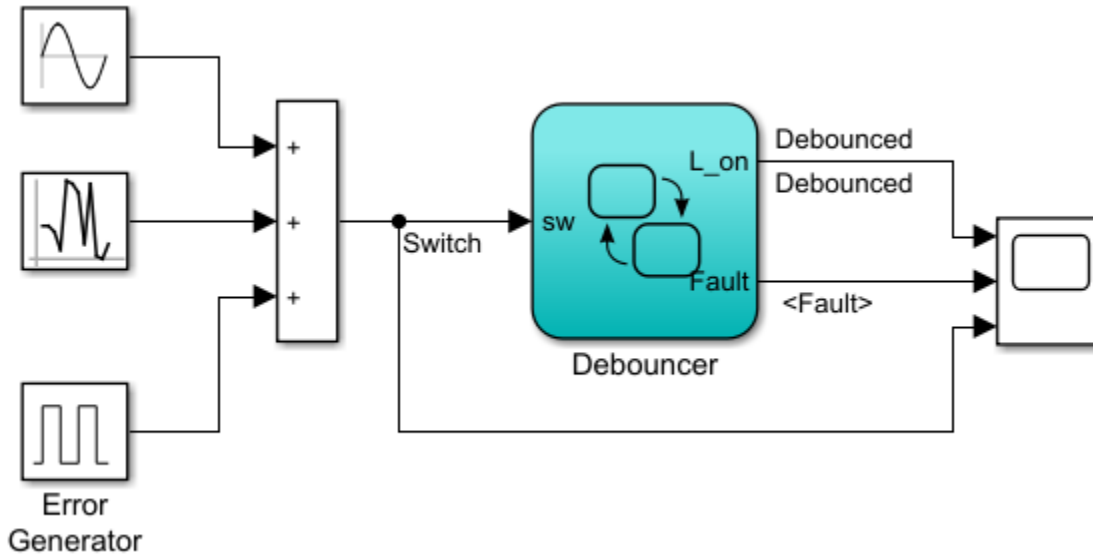 +
+
+
Switch
sw
L_on
Fault
Debouncer
Debounced
Debounced
<Fault>
Error
Generator